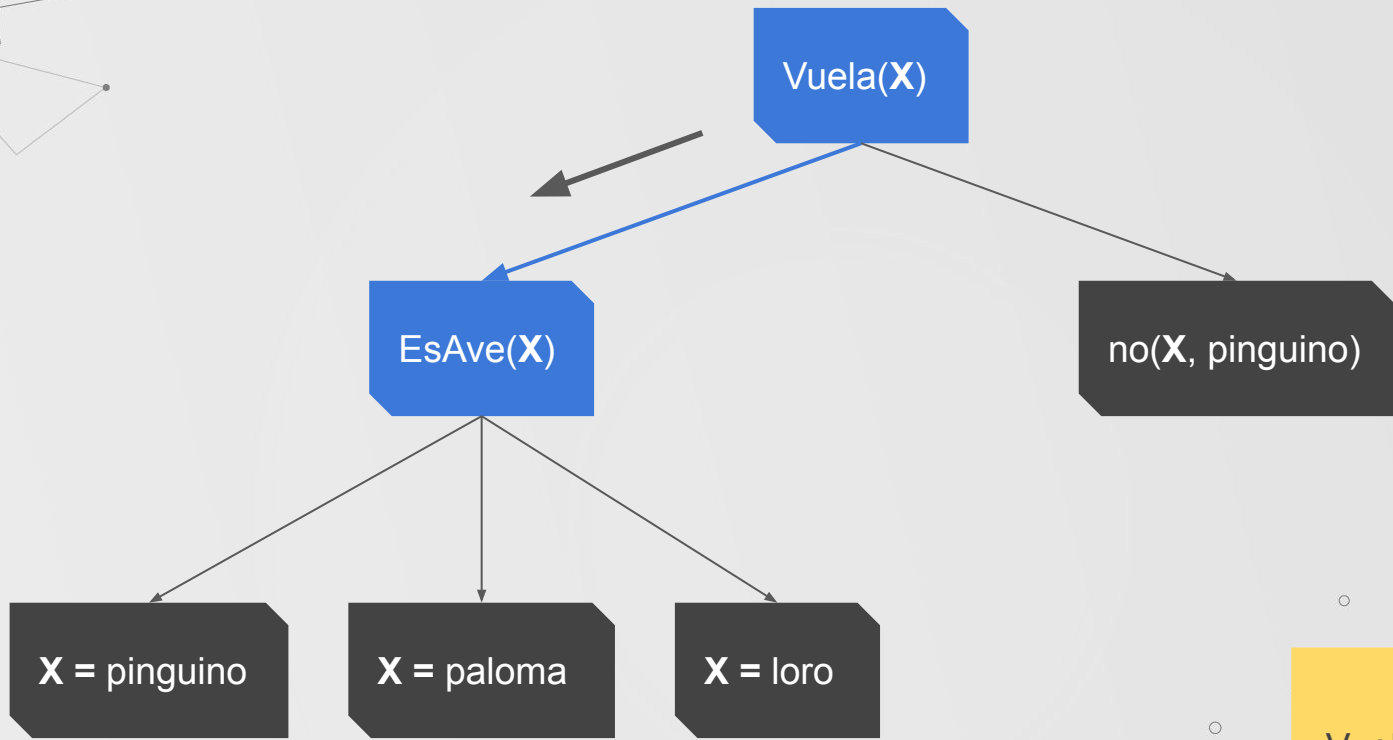 Vuela(X)
EsAve(X)
no(X, pinguino)
X = pinguino
X = paloma
X = loro